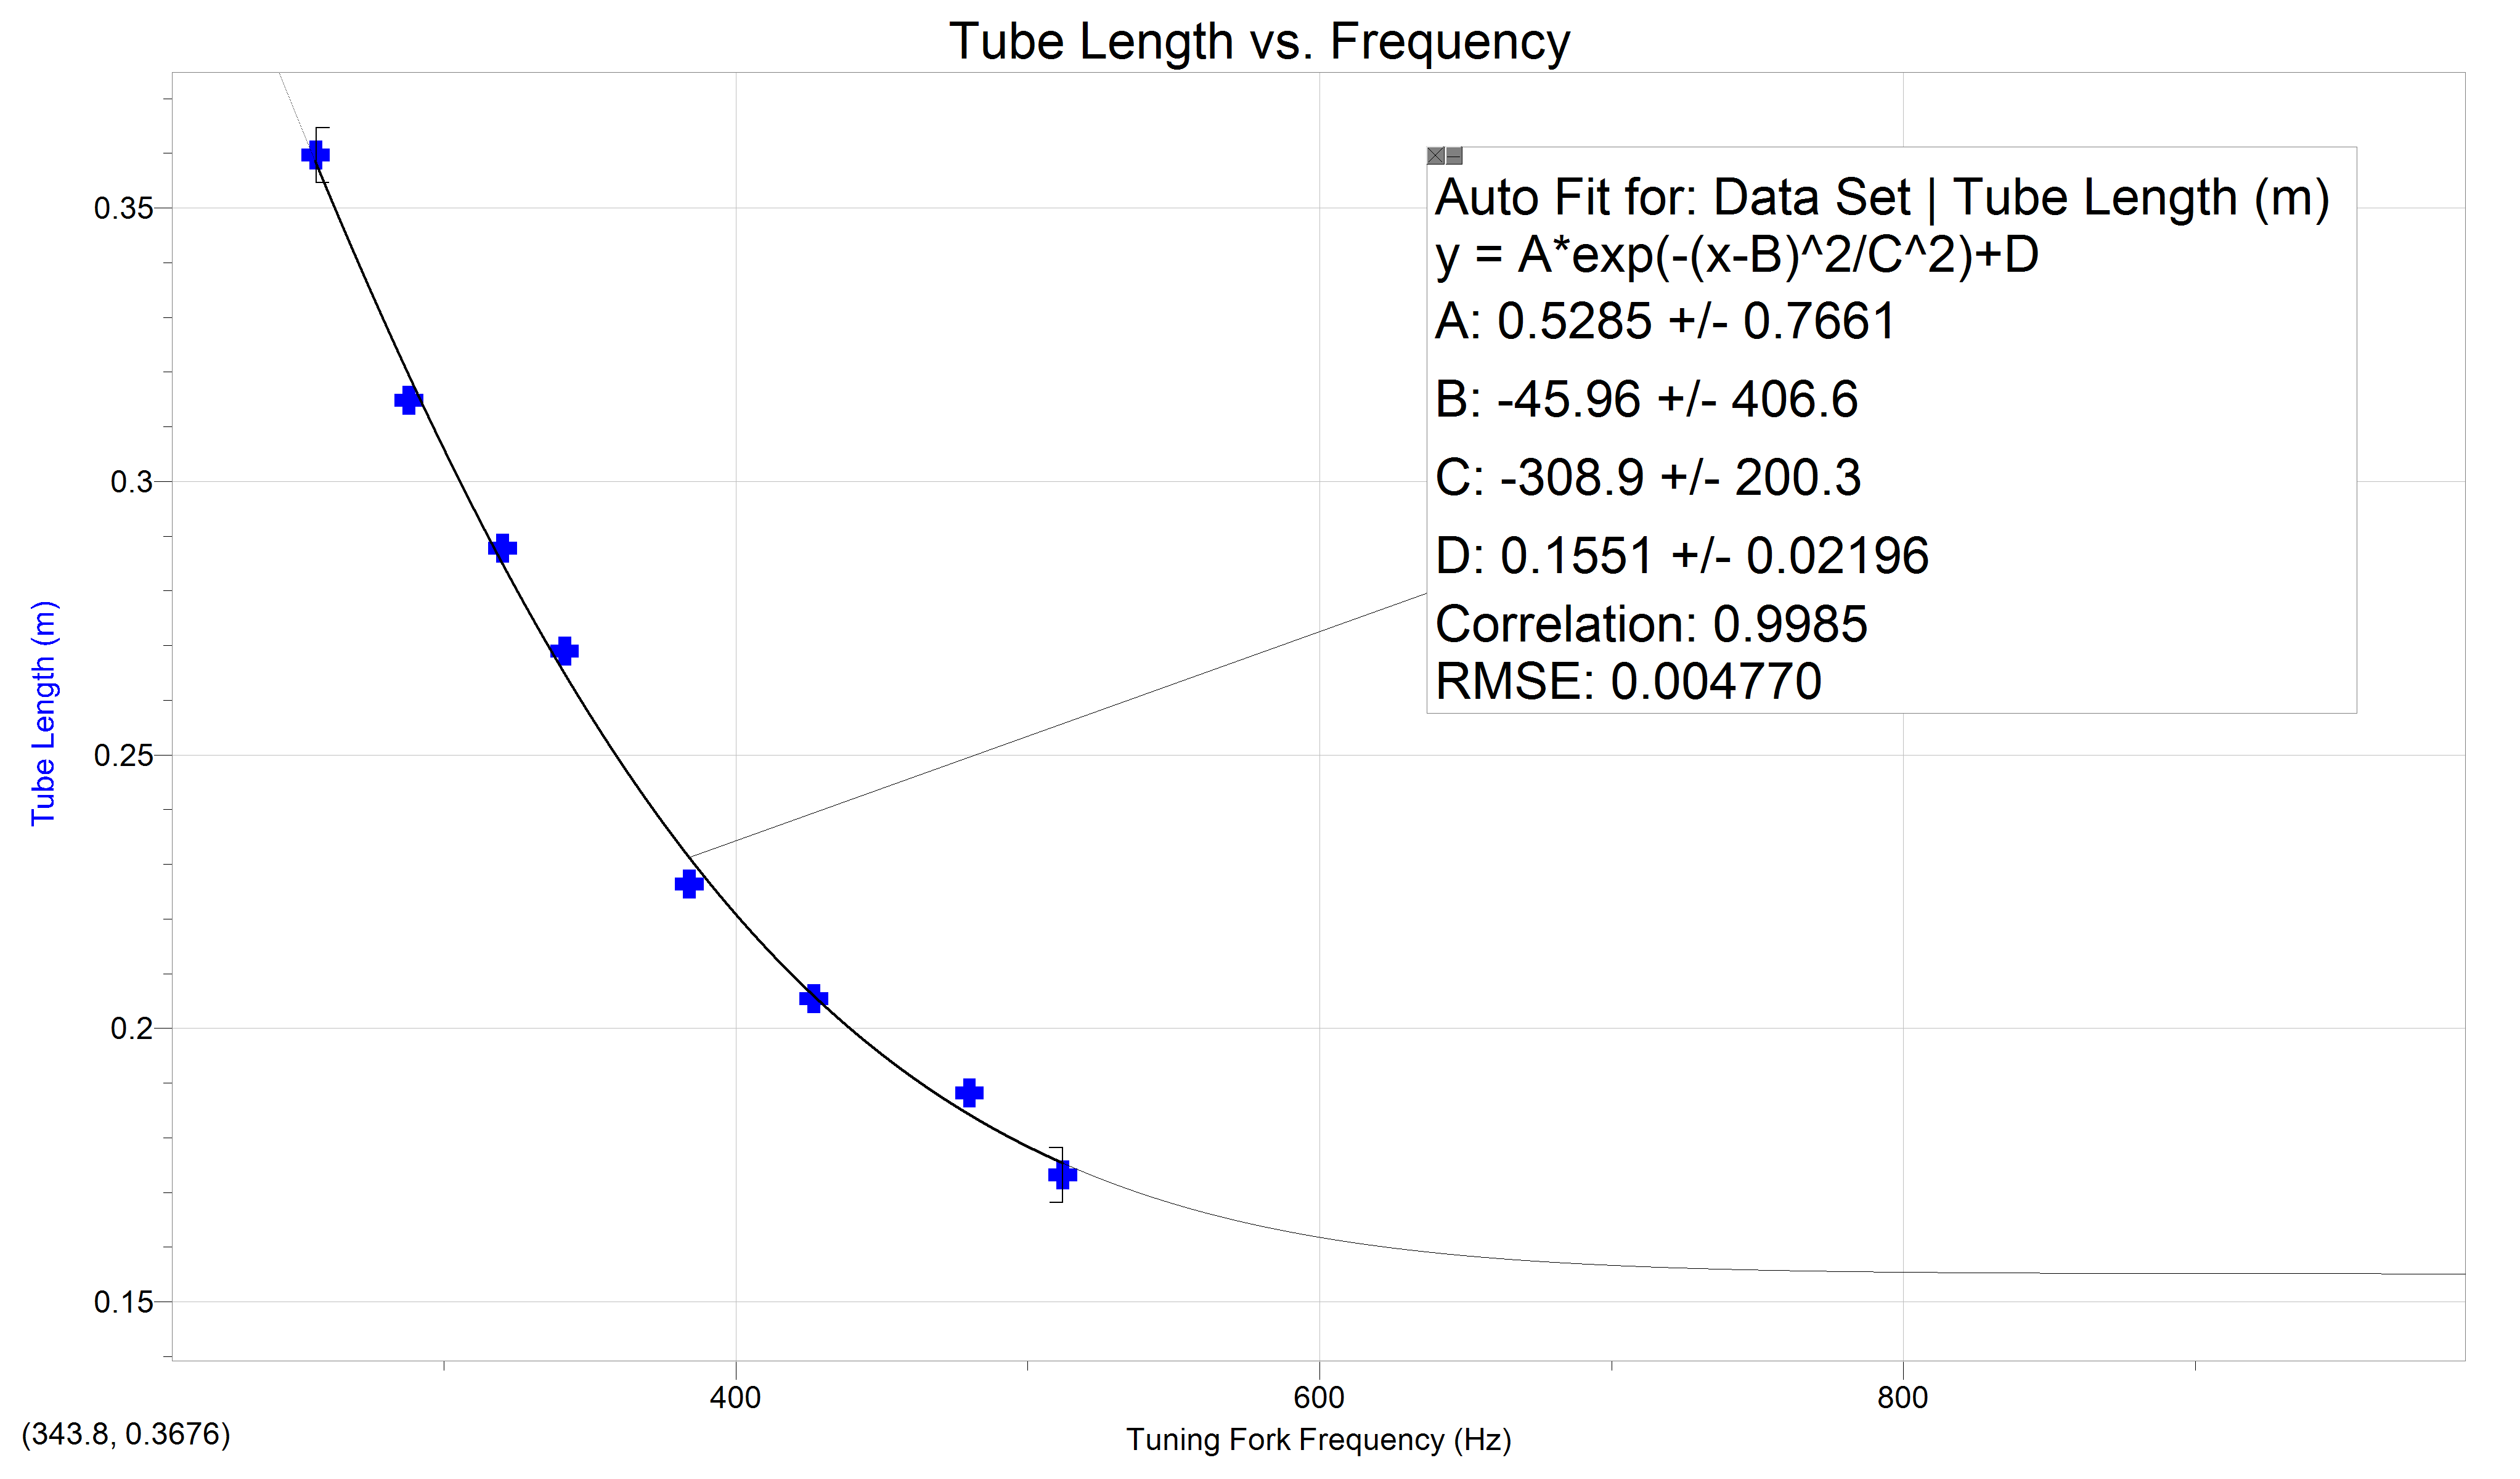 Tube Length vs. Frequency
Auto Fit for: Data Set | Tube Length (m)
y = A*exp(-(x-B)^2/C^2)+D
A: 0.5285 +/- 0.7661
B: -45.96 +/- 406.6
C: -308.9 +/- 200.3
D: 0.1551 +/- 0.02196
Correlation: 0.9985
RMSE: 0.004770
Tube Length (m)
0.35
0.3
0.25
0.2
0.15
400
600
800
Tuning Fork Frequency (Hz)
(343.8, 0.3676)